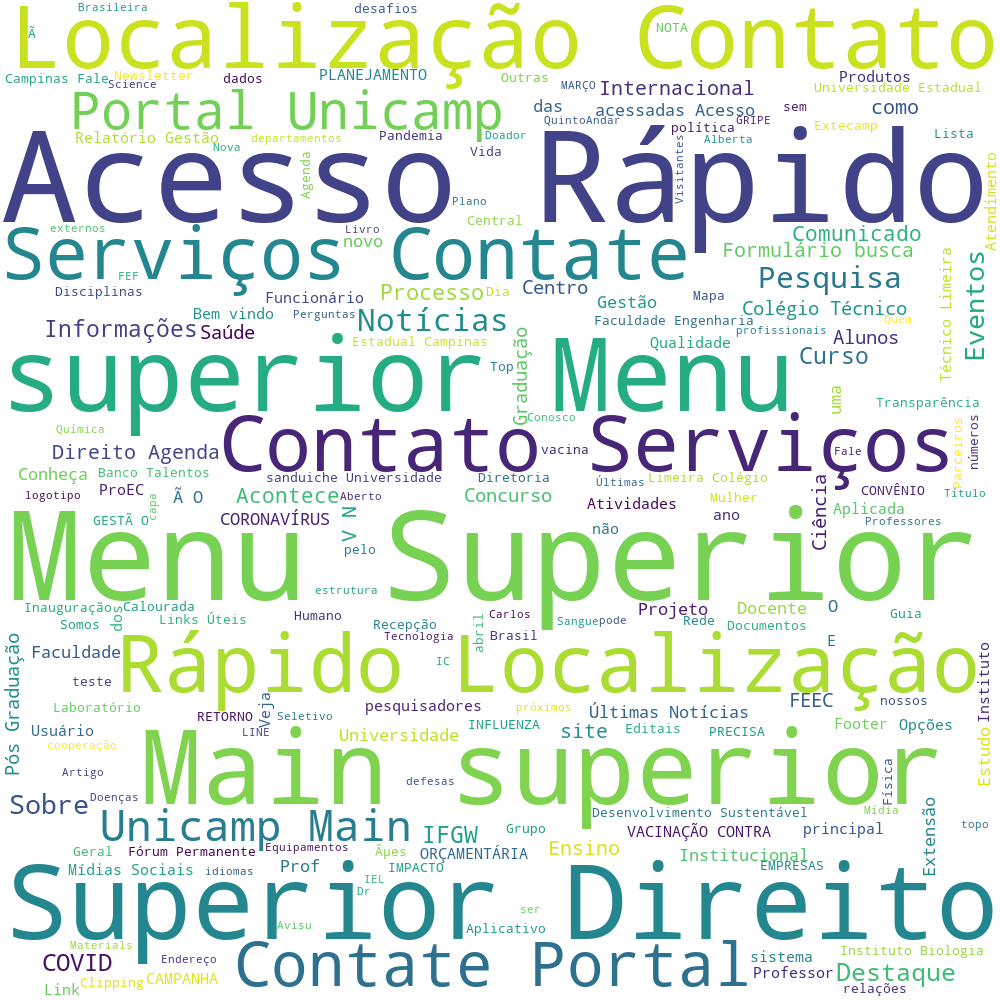 Brasileira
desafios
Localização Contato
NOTA
Ã
Campinas Fale
Newsletter
Science
dados
PLANEJAMENTO
Outras
MARÇO
Internacional
Produtos
Universidade Estadual
Portal Unicamp
das
acessadas Acesso
sem
como
QuintoAndar
GRIPE
política
Extecamp
Lista
Relatório Gestão
departamentos
Nova
Pandemia
Doador
Vida
Alberta
Visitantes
Agenda
Acesso Rápido
Plano
Central
Atendimento
externos
Livro
novo
Serviços Contate
Comunicado
Formulário busca
FEF
Disciplinas
Funcionário
Processo
Dia
Centro
Pesquisa
Eventos
Gestão
Mapa
Colégio Técnico
Técnico Limeira
Informações
Bem vindo
Saúde
Perguntas
Notícias
Estadual Campinas
Faculdade Engenharia
profissionais
Quem
Alunos
Qualidade
Curso
Graduação
Top
superior Menu
uma
Transparência
Conosco
Química
Contato Serviços
Direito Agenda
vacina
Fale
Parceiros
números
Conheça
Banco Talentos
sanduiche Universidade
Diretoria
Últimas
Limeira Colégio
logotipo
ProEC
capa
Ã O
Acontece
Aberto
Concurso
Atividades
Mulher
CONVÊNIO
Título
GESTÃ O
CORONAVÍRUS
V N
não
ano
Ciência
Aplicada
Professores
pelo
Menu Superior
estrutura
Inauguração
dos
Calourada
Somos
Links Úteis
Humano
Recepção
Tecnologia
abril
Carlos
Brasil
Sangue
pode
Projeto
Rede
Docente
Documentos
O
E
Guia
Pós Graduação
Faculdade
Rápido Localização
IC
teste
Instituto
Laboratório
RETORNO
Veja
Seletivo
pesquisadores
próximos
Últimas Notícias
FEEC
nossos
Usuário
LINE
Universidade
INFLUENZA
site
Editais
PRECISA
Footer
Opções
cooperação
Main superior
Estudo
Artigo
Doenças
defesas
Física
Sobre
Desenvolvimento Sustentável
Mídia
Unicamp Main
IFGW
Grupo
VACINAÇÃO CONTRA
principal
Extensão
topo
Geral
Fórum Permanente
Equipamentos
Ãµes
ORÇAMENTÁRIA
Ensino
Institucional
Mídias Sociais
idiomas
Prof
IMPACTO
EMPRESAS
IEL
Dr
Superior Direito
ser
Avisu
Aplicativo
Materials
COVID
Endereço
Contate Portal
sistema
Instituto Biologia
Link
Clipping
CAMPANHA
Professor
Destaque
relações